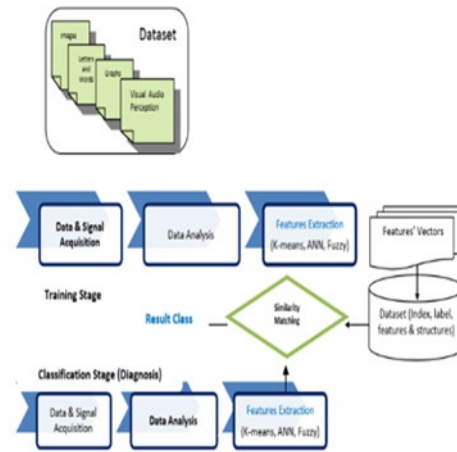 Dataset
Images
Letters
and
Words
Graphs
Visual Audio
Perception
Data & Signal
Acquisition
Data Analysis
Features Extraction
(K-means, ANN, Fuzzy)
Features' Vectors
Training Stage
Result Class
Similarity
Matching
Dataset (Index, label,
features & structures)
Classification Stage (Diagnosis)
Data & Signal
Acquisition
Data Analysis
Features Extraction
(K-means, ANN, Fuzzy)